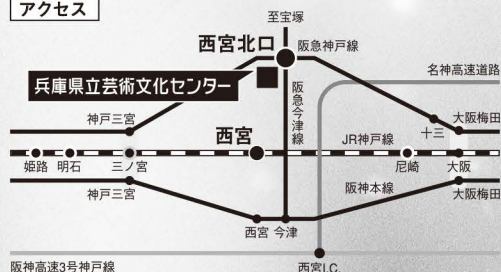 アクセス
至宝塚
西宮北口
阪急神戸線
名神高速道路
兵庫県立芸術文化センター
阪急今津線
神戸三宮
十三
大阪梅田
西宮
JR神戸線
姫路
明石
三ノ宮
尼崎
大阪
神戸三宮
阪神本線
大阪梅田
西宮
今津
阪神高速3号神戸線
西宮I.C.